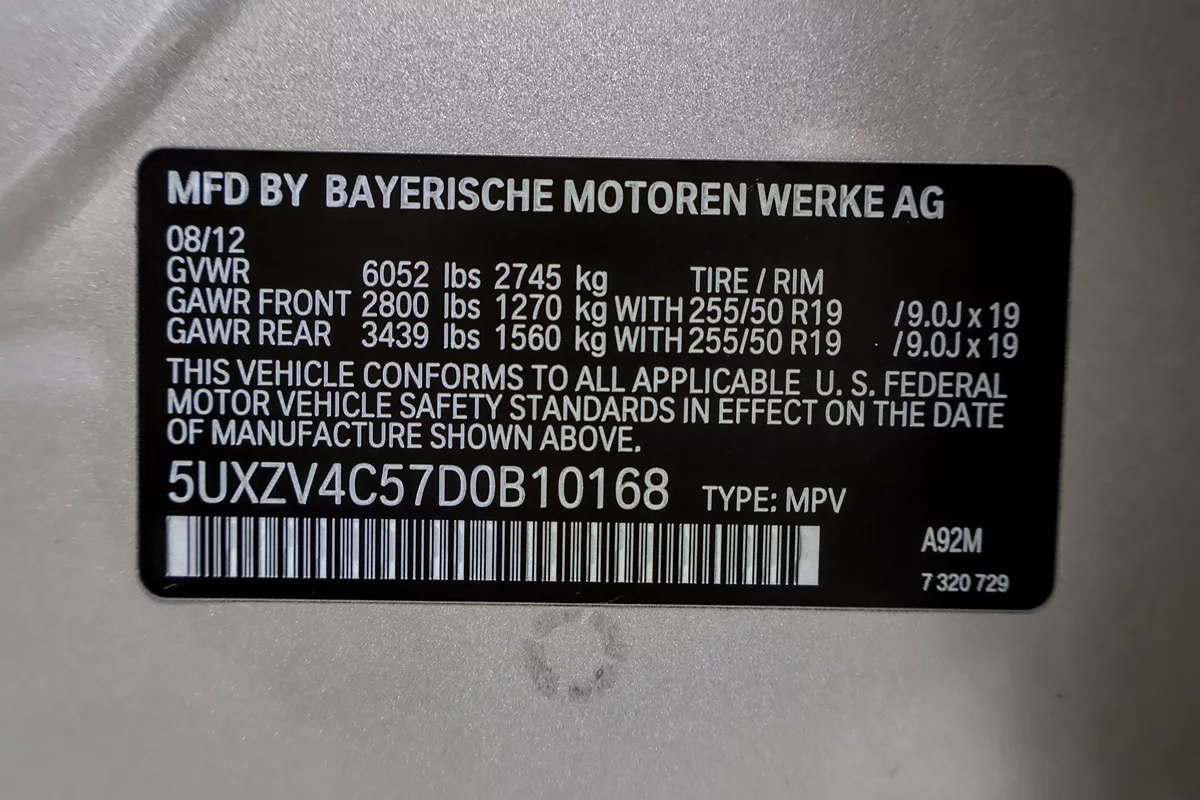 MFD BY BAYERISCHE MOTOREN WERKE AG
08/12
GVWR 6052 lbs 2745 kg TIRE / RIM
GAWR FRONT 2800 lbs 1270 kg WITH 255/50 R19 /9.0J x 19
GAWR REAR 3439 lbs 1560 kg WITH 255/50 R19 /9.0J x 19
THIS VEHICLE CONFORMS TO ALL APPLICABLE U. S. FEDERAL
MOTOR VEHICLE SAFETY STANDARDS IN EFFECT ON THE DATE
OF MANUFACTURE SHOWN ABOVE.
5UXZV4C57D0B10168 TYPE: MPV
A92M
7 320 729